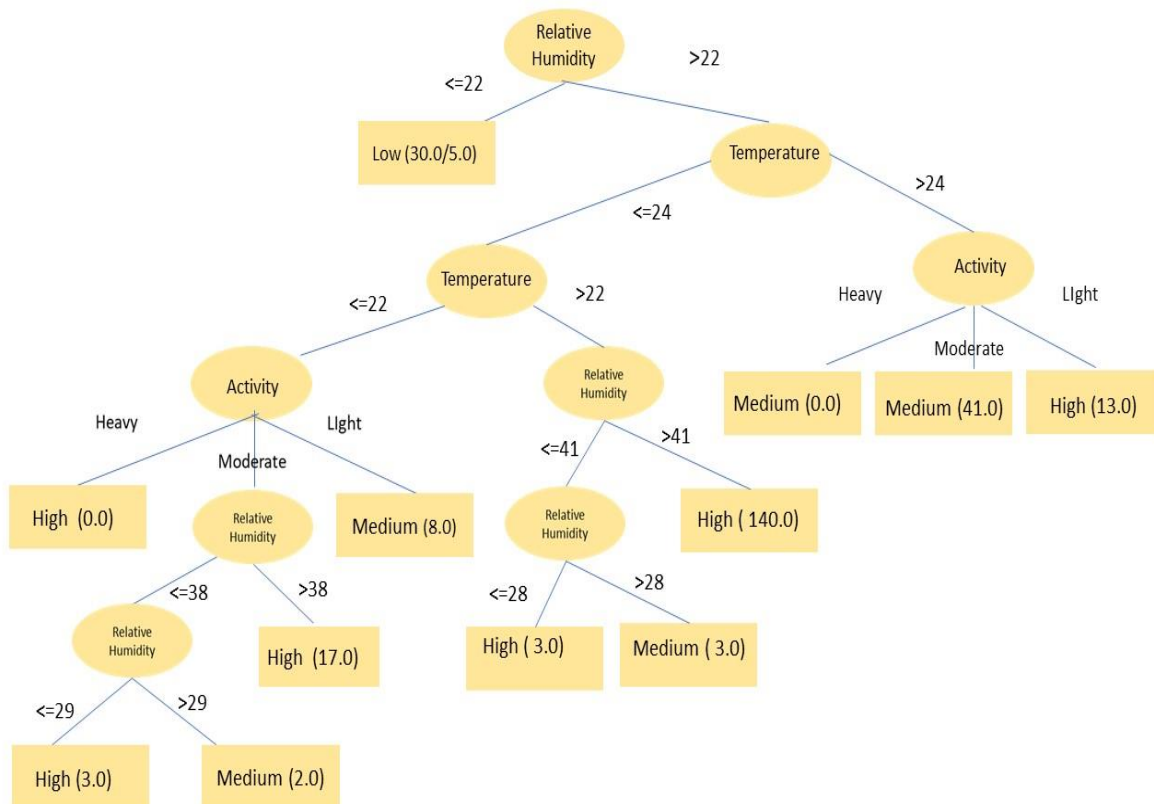 Relative
Humidity
>22
<=22
Low (30.0/5.0)
Temperature
>24
<=24
Temperature
Activity
<=22
>22
Heavy
LIght
Moderate
Relative
Humidity
Activity
Medium (0.0)
Medium (41.0)
High (13.0)
Heavy
LIght
<=41
>41
Moderate
High (0.0)
Relative
Humidity
Medium (8.0)
Relative
Humidity
High ( 140.0)
<=38
>38
<=28
>28
Relative
Humidity
High (17.0)
High ( 3.0)
Medium ( 3.0)
<=29
>29
High (3.0)
Medium (2.0)